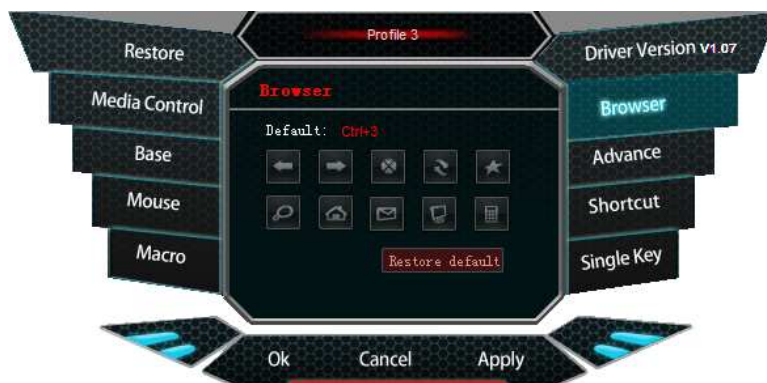 Profile 3
Restore
Driver Version V1.07
Media Control
Browser
Browser
Default: Ctrl+3
Base
Advance
Mouse
Shortcut
Macro
Restore default
Single Key
Ok
Cancel
Apply